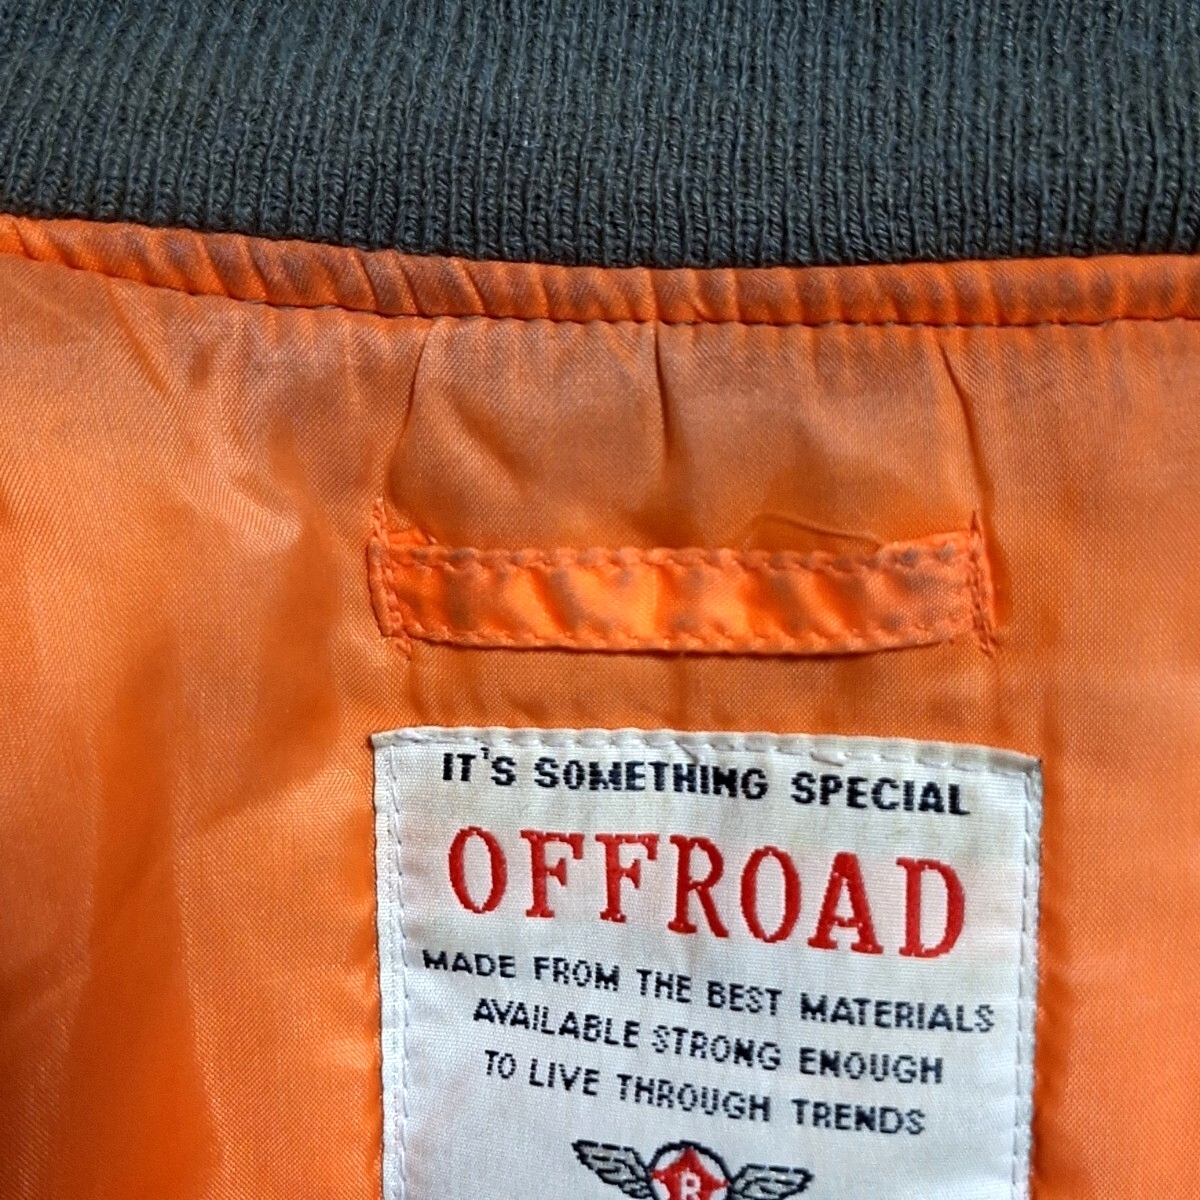 IT'S SOMETHING SPECIAL
OFFROAD
MADE FROM THE BEST MATERIALS
AVAILABLE STRONG ENOUGH
TO LIVE THROUGH TRENDS
R